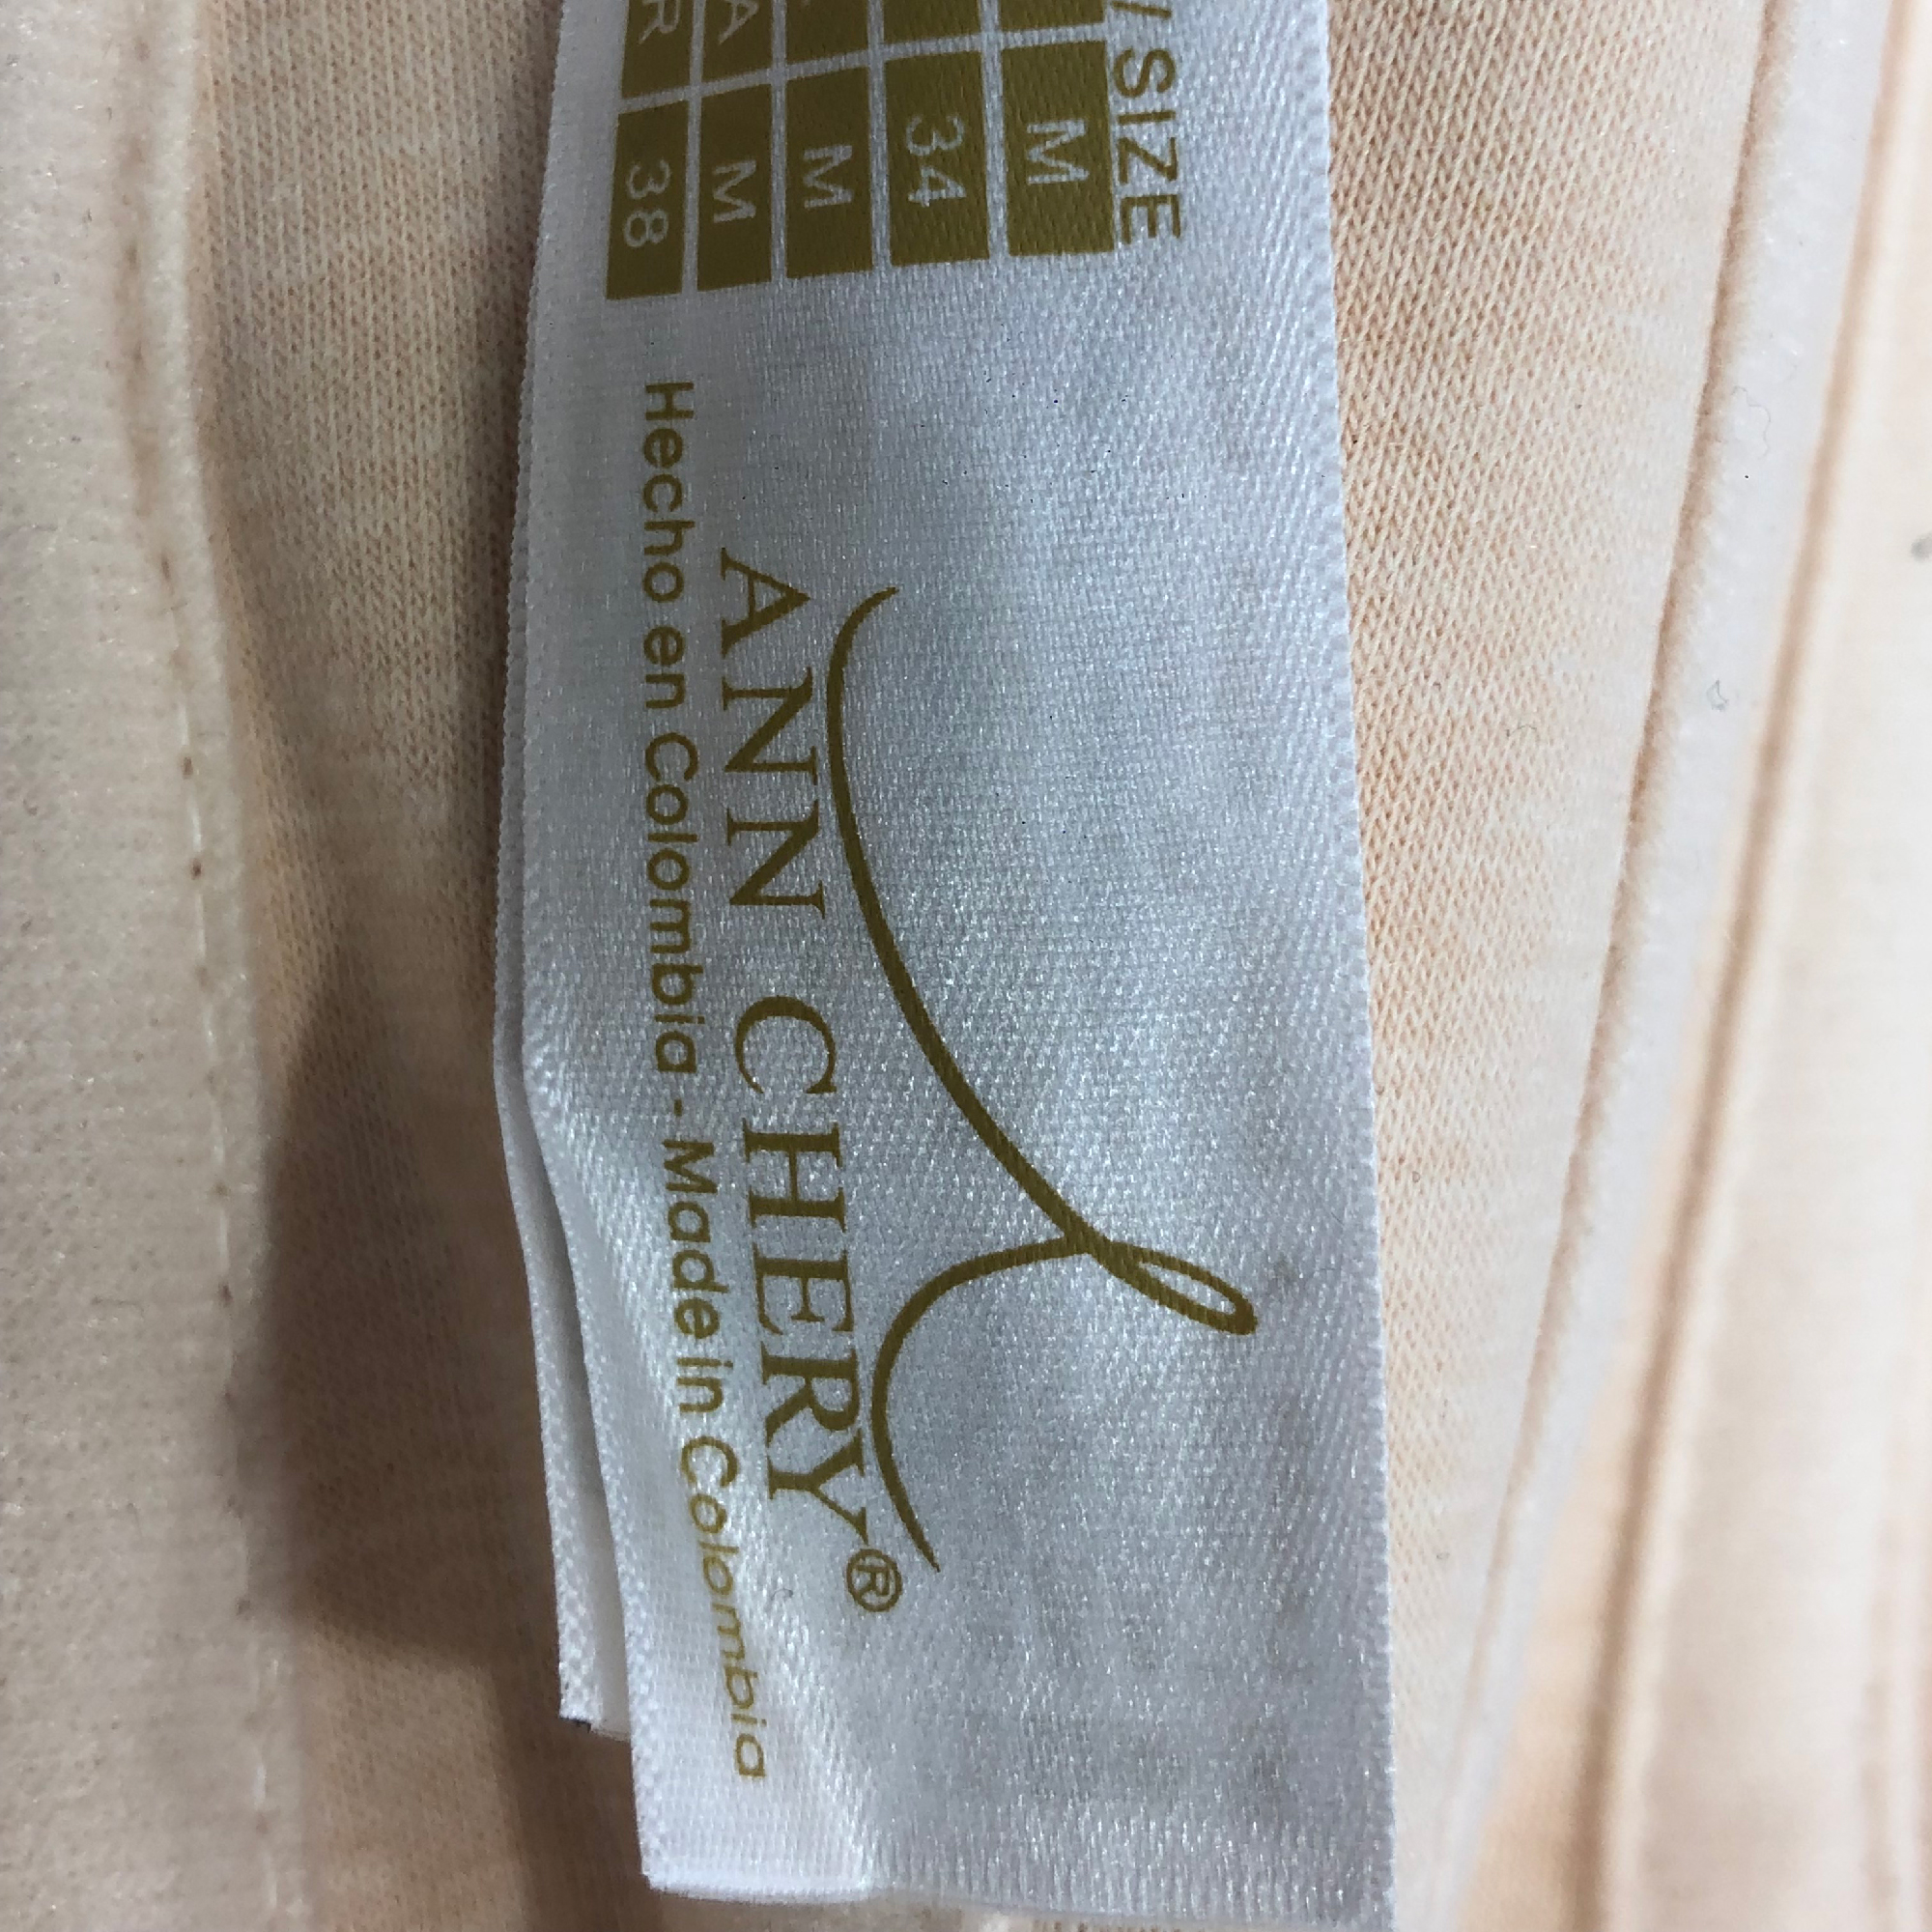 / SIZE
M
34
M
A M
R 38
ANN CHERY®
Hecho en Colombia - Made in Colombia